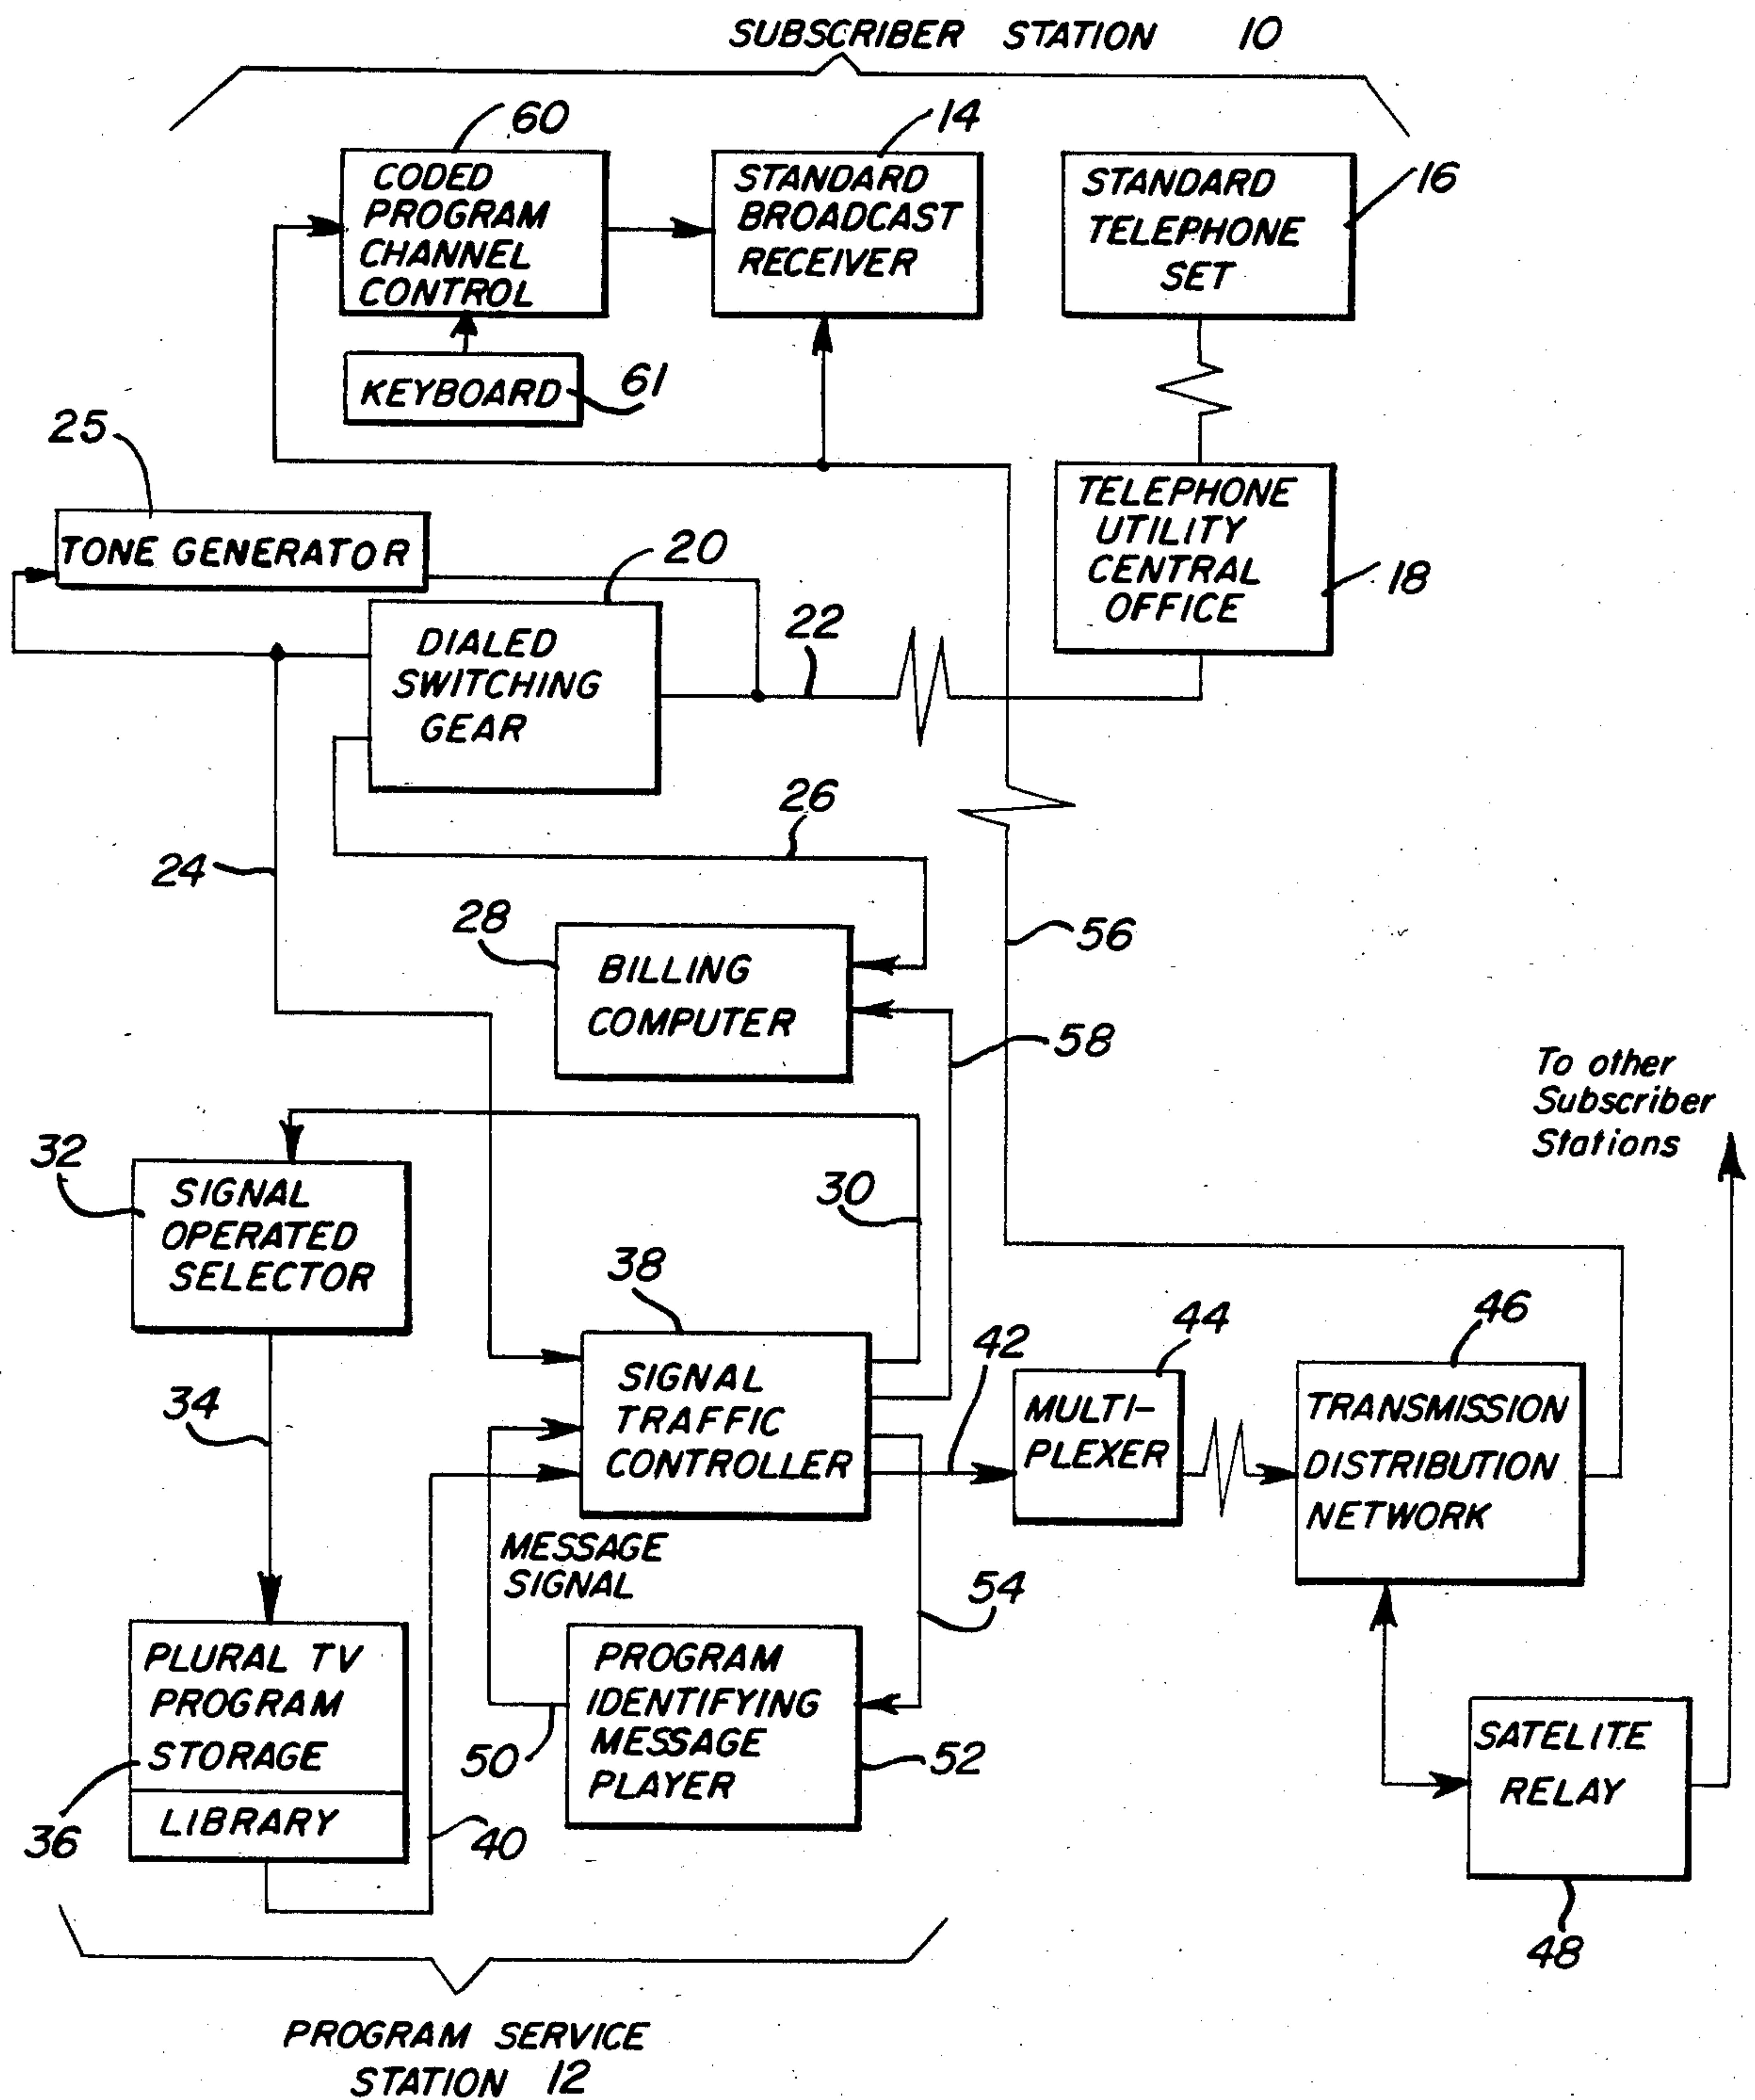 SUBSCRIBER STATION 10
60
14
16
CODED
PROGRAM
CHANNEL
CONTROL
STANDARD
BROADCAST
RECEIVER
STANDARD
TELEPHONE
SET
KEYBOARD
61
25
TONE GENERATOR
20
DIALED
SWITCHING
GEAR
22
TELEPHONE
UTILITY
CENTRAL
OFFICE
18
26
24
28
BILLING
COMPUTER
56
58
To other
Subscriber
Stations
32
SIGNAL
OPERATED
SELECTOR
30
38
SIGNAL
TRAFFIC
CONTROLLER
42
44
MULTI-
PLEXER
46
TRANSMISSION
DISTRIBUTION
NETWORK
34
MESSAGE
SIGNAL
54
PLURAL TV
PROGRAM
STORAGE
LIBRARY
36
40
50
PROGRAM
IDENTIFYING
MESSAGE
PLAYER
52
SATELITE
RELAY
48
PROGRAM SERVICE
STATION 12